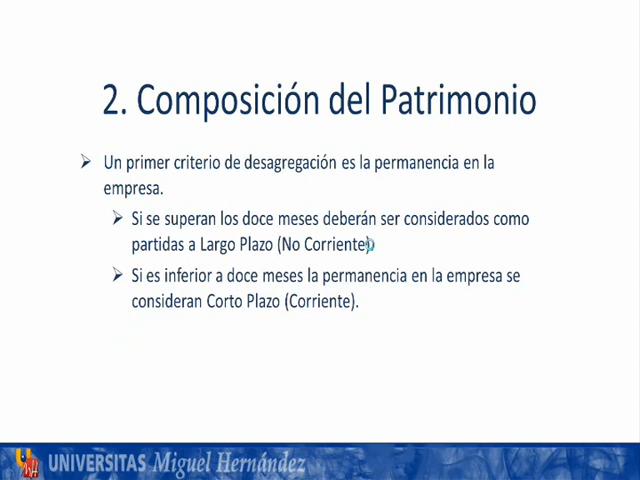 2. Composición del Patrimonio
Un primer criterio de desagregación es la permanencia en la
empresa.
Si se superan los doce meses deberán ser considerados como
partidas a Largo Plazo (No Corriente).
Si es inferior a doce meses la permanencia en la empresa se
consideran Corto Plazo (Corriente).
UNIVERSITAS Miguel Hernández